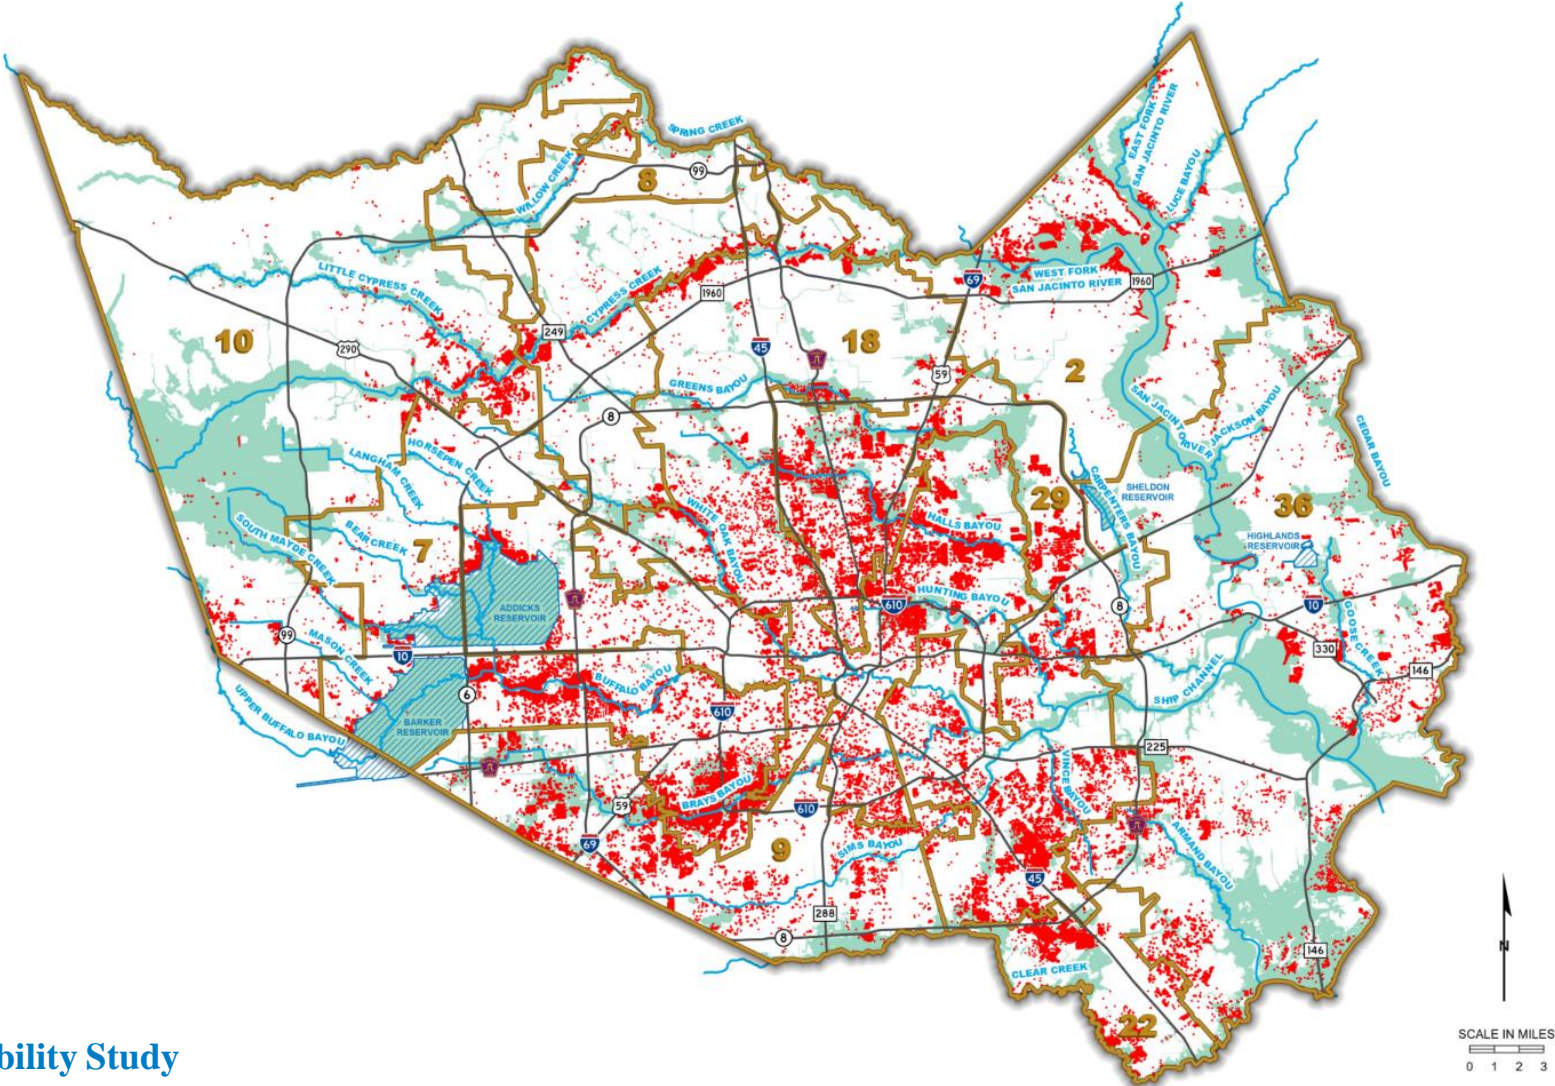 SPRING CREEK
EAST FORK
SAN JACINTO RIVER
LUCE BAYOU
99
8
WILLOW CREEK
LITTLE CYPRESS CREEK
CYPRESS CREEK
1960
69
WEST FORK
SAN JACINTO RIVER
1960
10
290
249
45
18
59
2
GREENS BAYOU
8
SAN JACINTO RIVER
JACKSON BAYOU
CEDAR BAYOU
HORSEPEN CREEK
LANGHAM CREEK
BEAR CREEK
SOUTH MAYDE CREEK
7
WHITE OAK BAYOU
HALLS BAYOU
29
CARPENTERS BAYOU
SHELDON
RESERVOIR
36
HIGHLANDS
RESERVOIR
ADDICKS
RESERVOIR
HUNTING BAYOU
610
8
10
GOOSE CREEK
99
MASON CREEK
10
330
146
UPPER BUFFALO BAYOU
BARKER
RESERVOIR
6
BUFFALO BAYOU
610
SHIP CHANNEL
225
VINCE BAYOU
59
BRAYS BAYOU
610
69
9
SIMS BAYOU
45
ARMAND BAYOU
288
8
146
CLEAR CREEK
22
N
bility Study
SCALE IN MILES
0 1 2 3